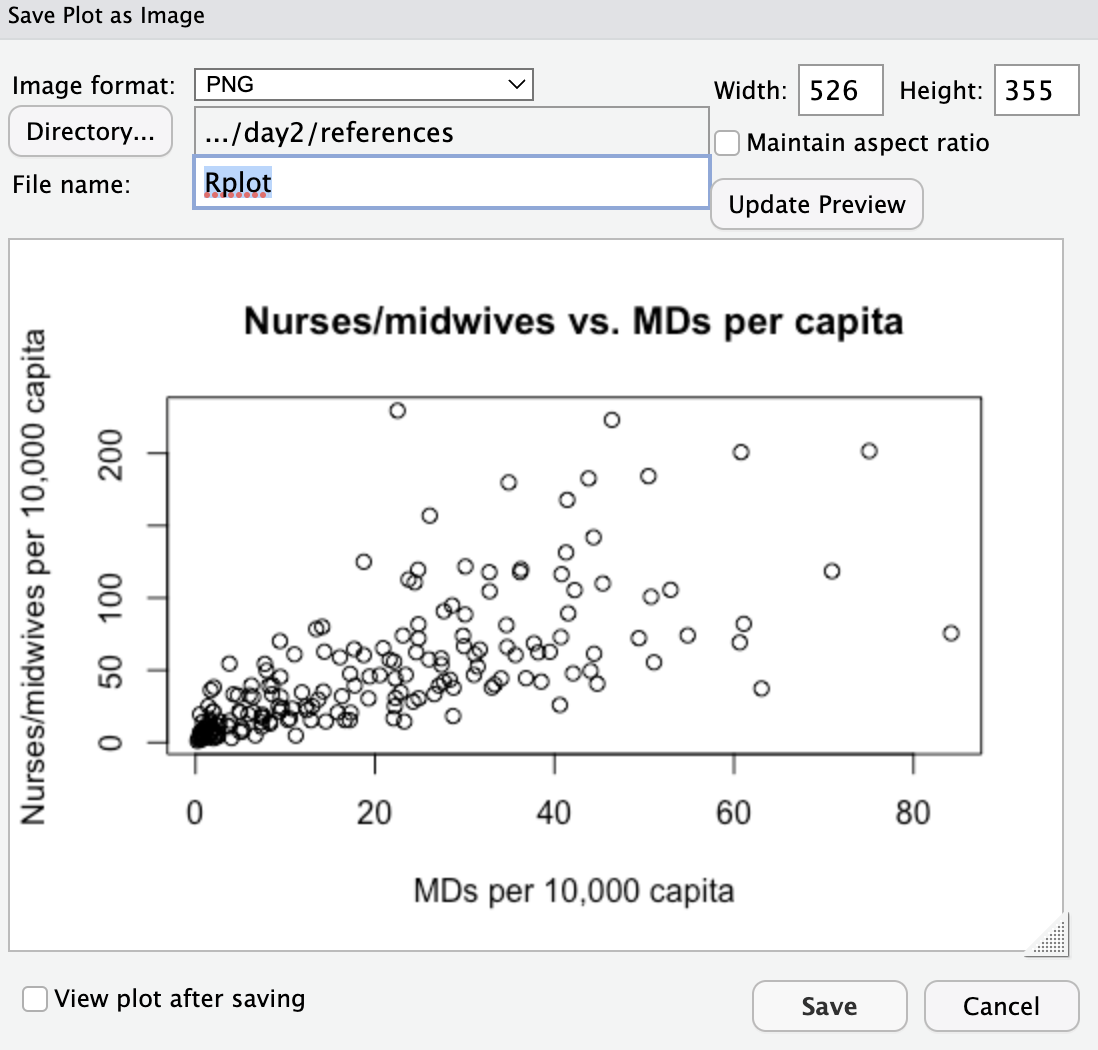 Save Plot as Image
Image format: PNG
Width: 526 Height: 355
Directory... .../day2/references
Maintain aspect ratio
File name: Rplot
Update Preview
Nurses/midwives vs. MDs per capita
Nurses/midwives per 10,000 capita
200
100
50
0
0 20 40 60 80
MDs per 10,000 capita
View plot after saving
Save Cancel